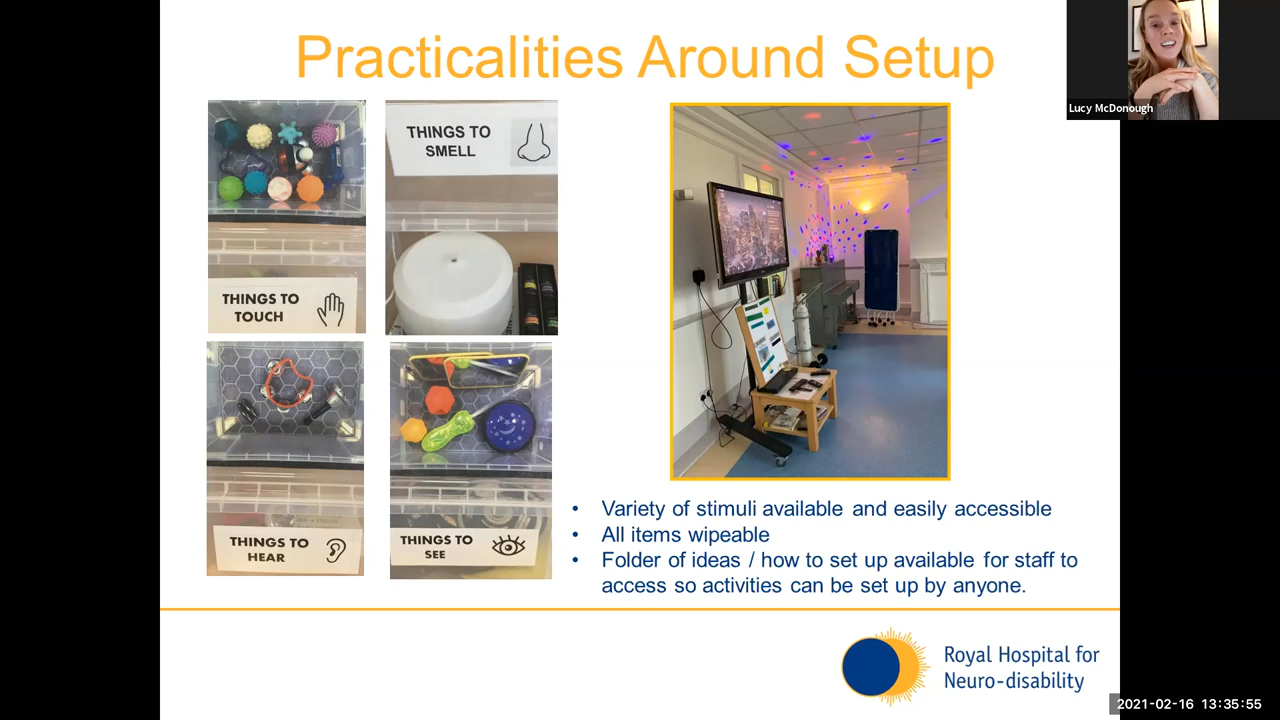 Practicalities Around Setup
Lucy McDonough
THINGS TO
SMELL
THINGS TO
TOUCH
THINGS TO
HEAR
THINGS TO
SEE
• Variety of stimuli available and easily accessible
• All items wipeable
• Folder of ideas / how to set up available for staff to
access so activities can be set up by anyone.
Royal Hospital for
Neuro-disability
2021-02-16 13:35:55